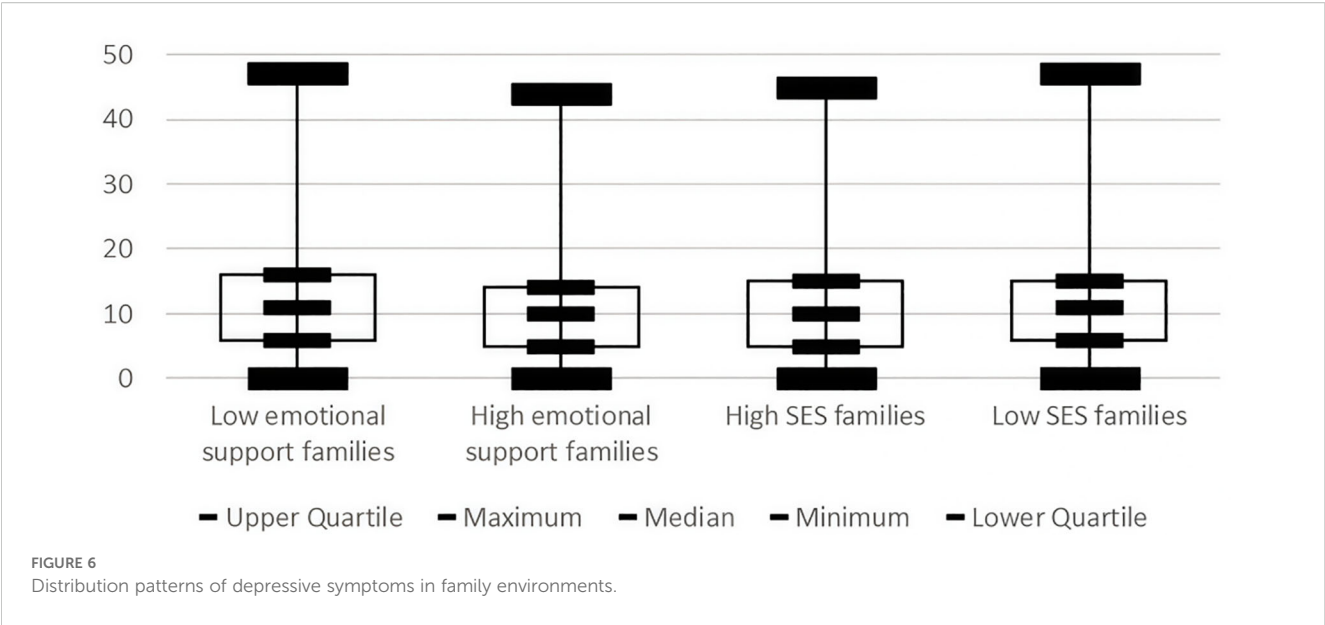 50
40
30
20
10
0
Low emotional support families
High emotional support families
High SES families
Low SES families
Upper Quartile Maximum Median Minimum Lower Quartile
FIGURE 6
Distribution patterns of depressive symptoms in family environments.